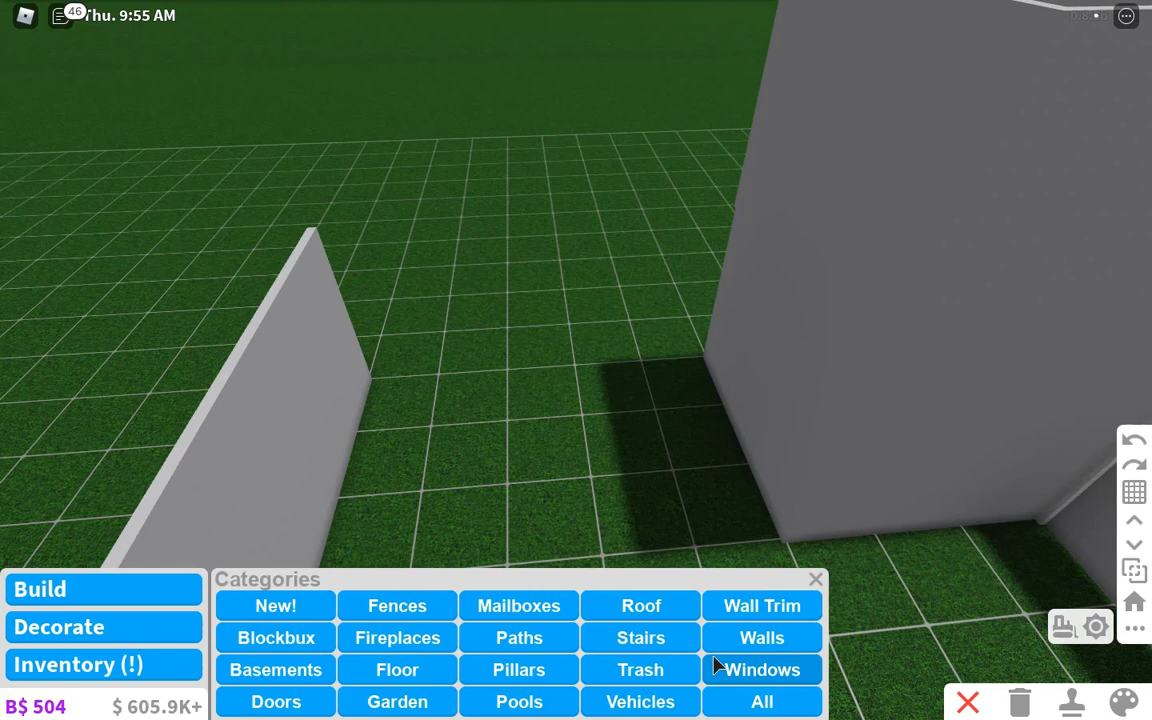 46
Thu. 9:55 AM
Build
Decorate
Inventory (!)
B$ 504 $ 605.9K+
Categories
New! Fences Mailboxes Roof Wall Trim
Blockbux Fireplaces Paths Stairs Walls
Basements Floor Pillars Trash Windows
Doors Garden Pools Vehicles All